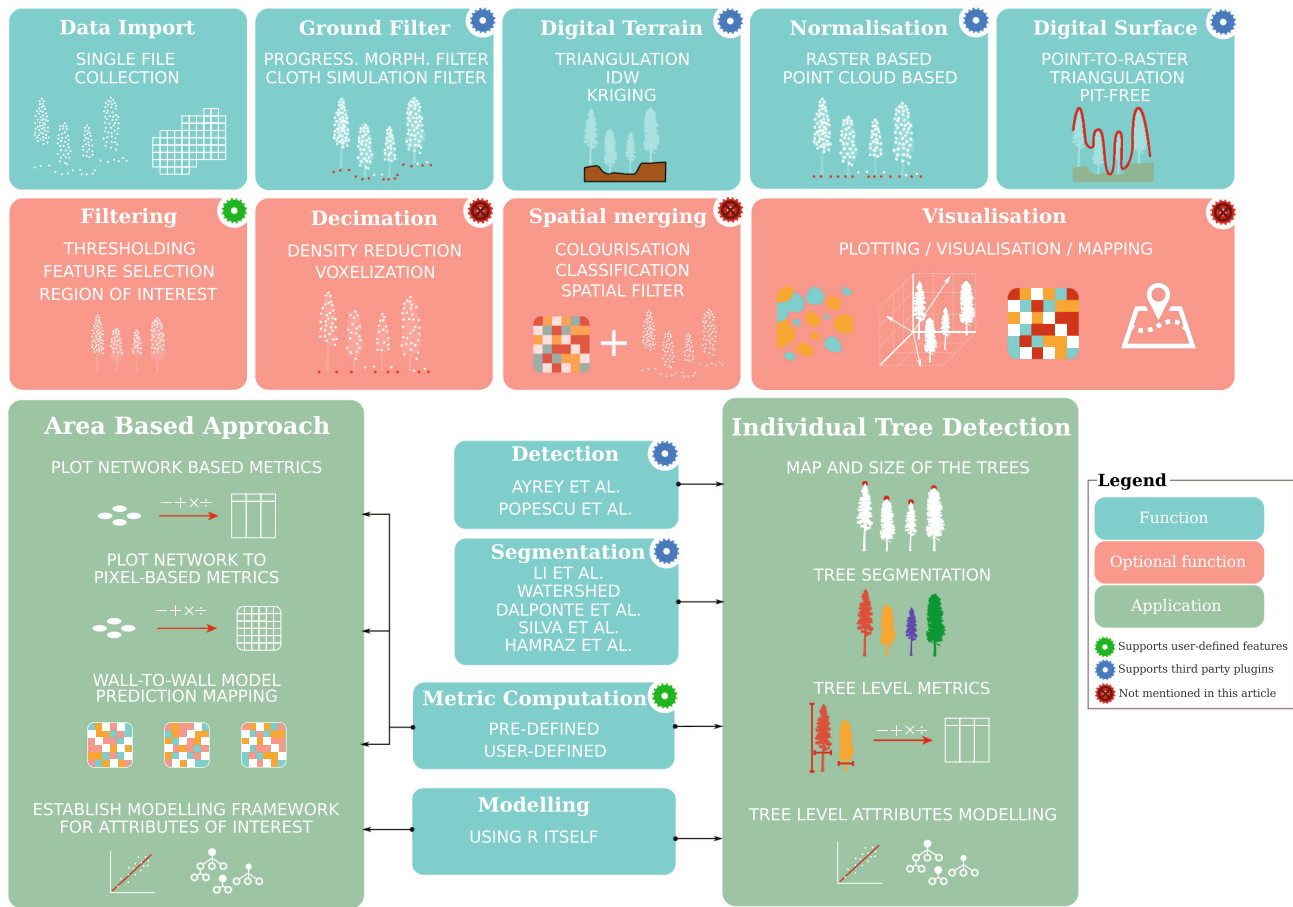 Data Import
SINGLE FILE
COLLECTION
Ground Filter
PROGRESS. MORPH. FILTER
CLOTH SIMULATION FILTER
Digital Terrain
TRIANGULATION
IDW
KRIGING
Normalisation
RASTER BASED
POINT CLOUD BASED
Digital Surface
POINT-TO-RASTER
TRIANGULATION
PIT-FREE
Filtering
THRESHOLDING
FEATURE SELECTION
REGION OF INTEREST
Decimation
DENSITY REDUCTION
VOXELIZATION
Spatial merging
COLOURISATION
CLASSIFICATION
SPATIAL FILTER
+
Visualisation
PLOTTING / VISUALISATION / MAPPING
Area Based Approach
PLOT NETWORK BASED METRICS
−+×÷
PLOT NETWORK TO
PIXEL-BASED METRICS
−+×÷
WALL-TO-WALL MODEL
PREDICTION MAPPING
ESTABLISH MODELLING FRAMEWORK
FOR ATTRIBUTES OF INTEREST
Detection
AYREY ET AL.
POPESCU ET AL.
Segmentation
LI ET AL.
WATERSHED
DALPONTE ET AL.
SILVA ET AL.
HAMRAZ ET AL.
Metric Computation
PRE-DEFINED
USER-DEFINED
Modelling
USING R ITSELF
Individual Tree Detection
MAP AND SIZE OF THE TREES
TREE SEGMENTATION
TREE LEVEL METRICS
−+×÷
TREE LEVEL ATTRIBUTES MODELLING
Legend
Function
Optional function
Application
Supports user-defined features
Supports third party plugins
Not mentioned in this article